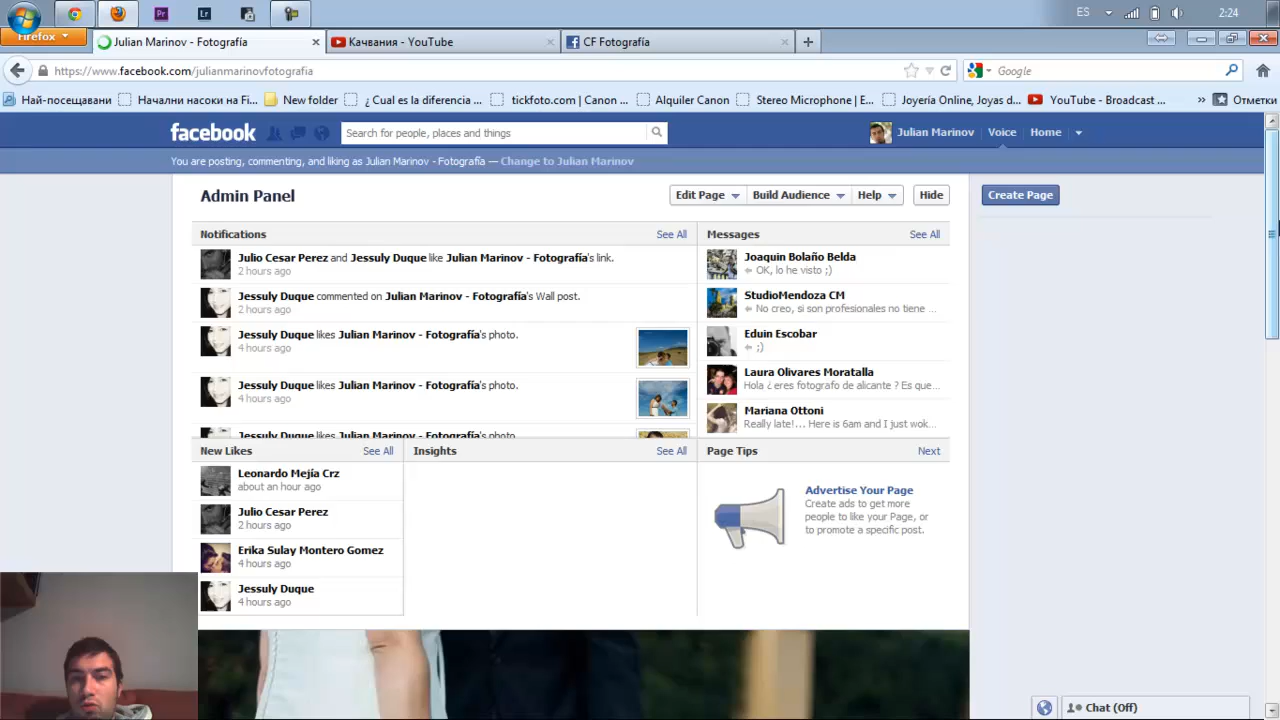 ES 2:24
Firefox
Julian Marinov - Fotografía
Качвания - YouTube
CF Fotografía
https://www.facebook.com/julianmarinovfotografia
Google
Най-посещавани
Начални насоки на Fi...
New folder
¿ Cual es la diferencia ...
tickfoto.com | Canon ...
Alquiler Canon
Stereo Microphone | E...
Joyería Online, Joyas d...
YouTube - Broadcast ...
Отметки
facebook
Search for people, places and things
Julian Marinov
Voice
Home
You are posting, commenting, and liking as Julian Marinov - Fotografía — Change to Julian Marinov
Admin Panel
Edit Page
Build Audience
Help
Hide
Create Page
Notifications
See All
Julio Cesar Perez and Jessuly Duque like Julian Marinov - Fotografía's link.
2 hours ago
Jessuly Duque commented on Julian Marinov - Fotografía's Wall post.
2 hours ago
Jessuly Duque likes Julian Marinov - Fotografía's photo.
4 hours ago
Jessuly Duque likes Julian Marinov - Fotografía's photo.
4 hours ago
Jessuly Duque likes Julian Marinov - Fotografía's photo.
Messages
See All
Joaquin Bolaño Belda
OK, lo he visto ;)
StudioMendoza CM
No creo, si son profesionales no tiene ...
Eduin Escobar
;)
Laura Olivares Moratalla
Hola ¿ eres fotografo de alicante ? Es que...
Mariana Ottoni
Really late!... Here is 6am and I just wok...
New Likes
See All
Leonardo Mejía Crz
about an hour ago
Julio Cesar Perez
2 hours ago
Erika Sulay Montero Gomez
4 hours ago
Jessuly Duque
4 hours ago
Insights
See All
Page Tips
Next
Advertise Your Page
Create ads to get more
people to like your Page, or
to promote a specific post.
Chat (Off)